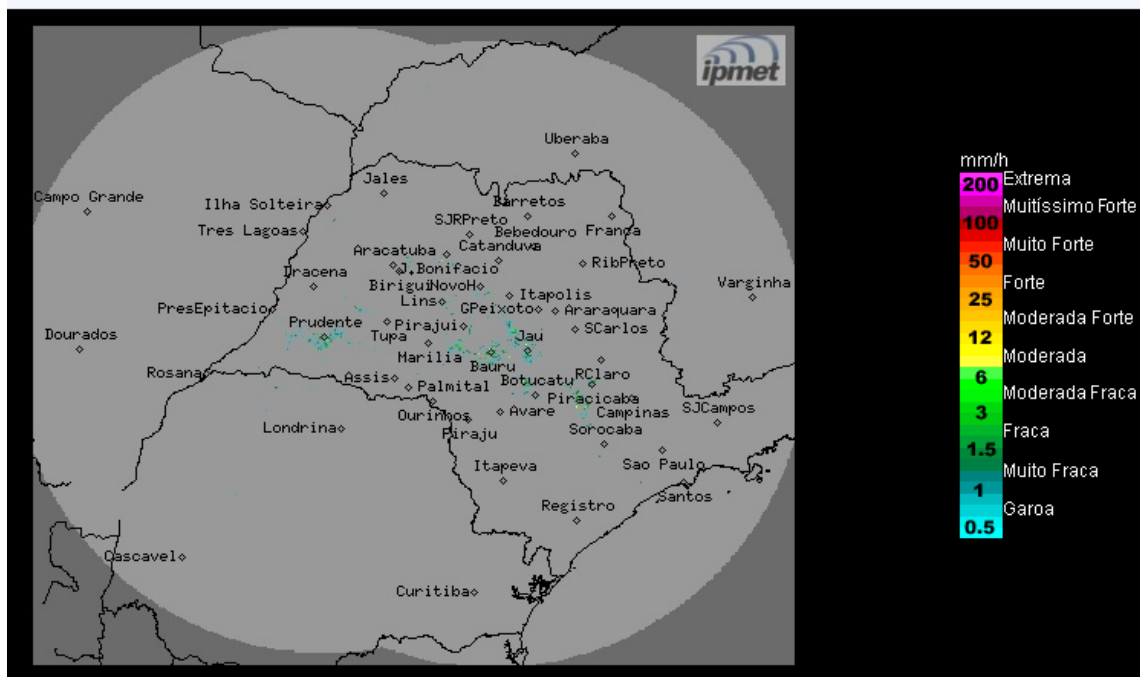 ipmet
Uberaba
Jales
Campo Grande
Ilha Solteira
Barretos
SJRPreto
Tres Lagoas
Bebedouro
Franca
Catanduva
Aracatuba
J.Bonifacio
RibPreto
Dracena
Birigui
NovoH
Varginha
Itapolis
Lins
PresEpitacio
GPeixoto
Araraquara
Prudente
Pirajui
SCarlos
Dourados
Tupa
Jau
Marilia
Bauru
Rosana
Assis
Botucatu
RClaro
Palmital
Piracicaba
Ourinhos
Avare
Campinas
SJCampos
Londrina
Piraju
Sorocaba
Itapeva
Sao Paulo
Santos
Registro
Cascavel
Curitiba
mm/h
200 Extrema
Muitíssimo Forte
100
Muito Forte
50
Forte
25
Moderada Forte
12
Moderada
6
Moderada Fraca
3
Fraca
1.5
Muito Fraca
1
Garoa
0.5